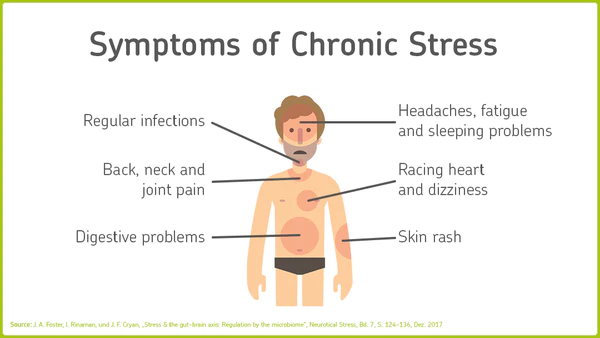 Symptoms of Chronic Stress
Regular infections
Back, neck and
joint pain
Digestive problems
Headaches, fatigue
and sleeping problems
Racing heart
and dizziness
Skin rash
Source: J. A. Foster, l. Rinaman, und J. F. Cryan, „Stress & the gut-brain axis: Regulation by the microbiome“, Neurobiol Stress, Bd. 7, S. 124–136, Dez. 2017